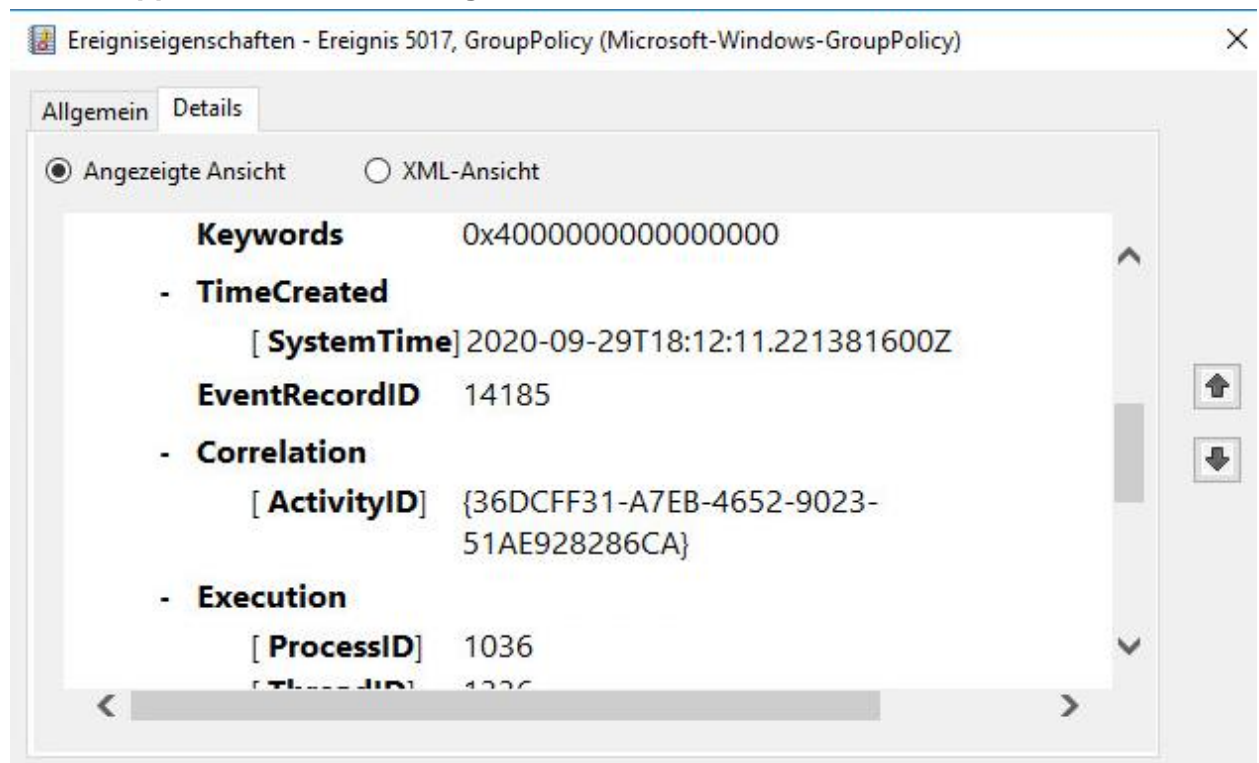 Ereigniseigenschaften - Ereignis 5017, GroupPolicy (Microsoft-Windows-GroupPolicy)
Allgemein Details
Angezeigte Ansicht XML-Ansicht
Keywords 0x4000000000000000
- TimeCreated
[ SystemTime] 2020-09-29T18:12:11.221381600Z
EventRecordID 14185
- Correlation
[ ActivityID] {36DCFF31-A7EB-4652-9023-
51AE928286CA}
- Execution
[ ProcessID] 1036